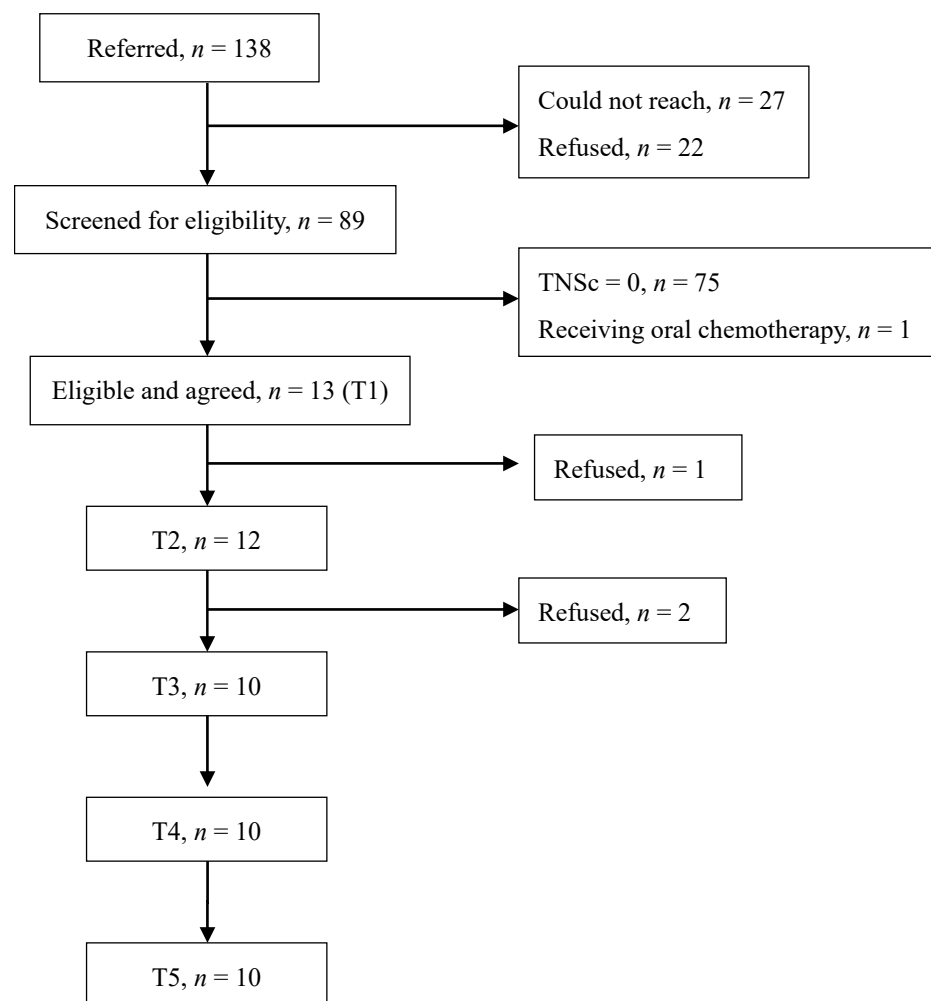 Referred, n = 138
Could not reach, n = 27
Refused, n = 22
Screened for eligibility, n = 89
TNSc = 0, n = 75
Receiving oral chemotherapy, n = 1
Eligible and agreed, n = 13 (T1)
Refused, n = 1
T2, n = 12
Refused, n = 2
T3, n = 10
T4, n = 10
T5, n = 10